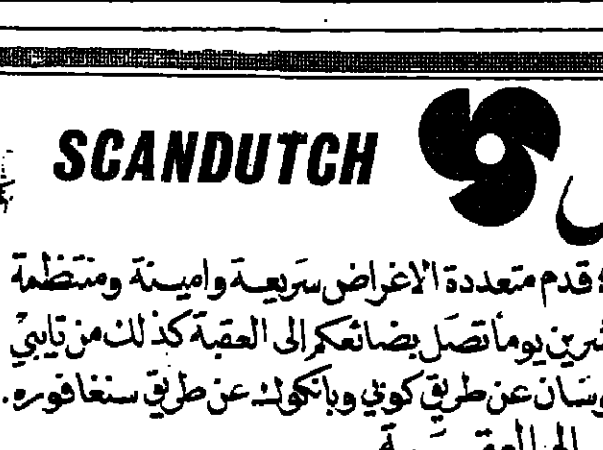 SCANDUTCH
قدم متعددة الاغراض سريعة وامينة ومنتظمة
يوماً تصل بضائعكم الى العقبة كذلك من تايبي
عن طريق كوبي وبانكوك عن طريق سنغافوره.